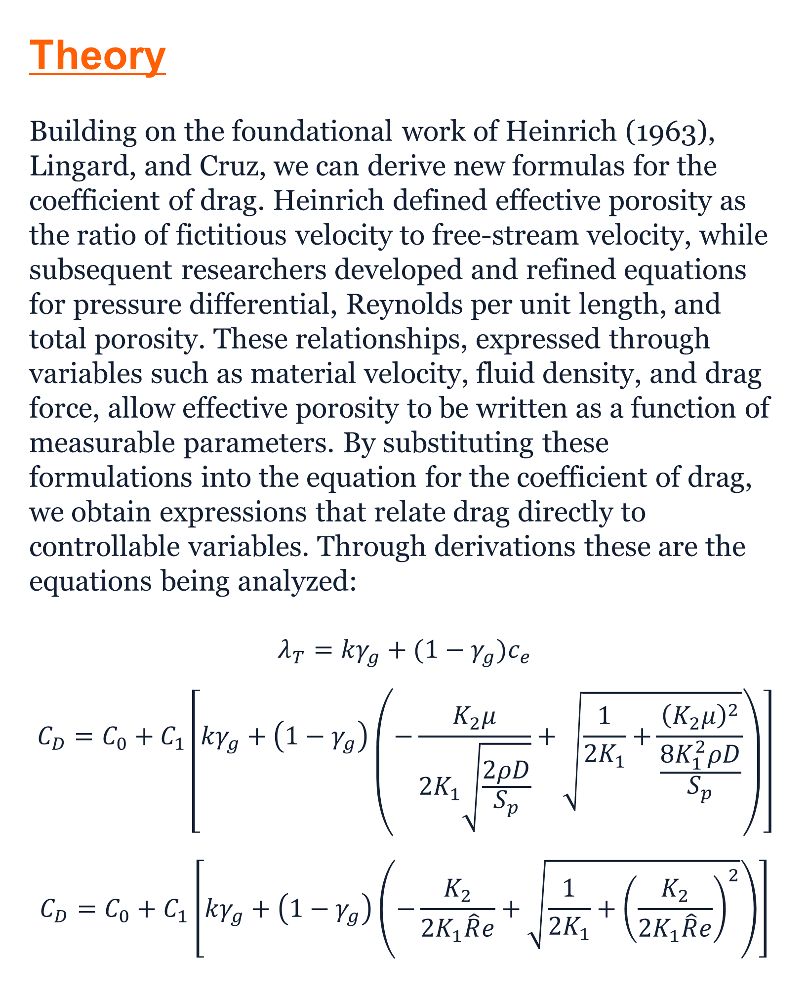 Theory
Building on the foundational work of Heinrich (1963),
Lingard, and Cruz, we can derive new formulas for the
coefficient of drag. Heinrich defined effective porosity as
the ratio of fictitious velocity to free-stream velocity, while
subsequent researchers developed and refined equations
for pressure differential, Reynolds per unit length, and
total porosity. These relationships, expressed through
variables such as material velocity, fluid density, and drag
force, allow effective porosity to be written as a function of
measurable parameters. By substituting these
formulations into the equation for the coefficient of drag,
we obtain expressions that relate drag directly to
controllable variables. Through derivations these are the
equations being analyzed:
$\lambda_T = k\gamma_g + (1 - \gamma_g)c_e$
$C_D = C_0 + C_1 \left[ k\gamma_g + (1 - \gamma_g) \left( -\frac{K_2\mu}{2K_1\sqrt{\frac{2\rho D}{S_p}}} + \sqrt{\frac{1}{2K_1} + \frac{(K_2\mu)^2}{\frac{8K_1^2\rho D}{S_p}}} \right) \right]$
$C_D = C_0 + C_1 \left[ k\gamma_g + (1 - \gamma_g) \left( -\frac{K_2}{2K_1\hat{R}e} + \sqrt{\frac{1}{2K_1} + \left( \frac{K_2}{2K_1\hat{R}e} \right)^2} \right) \right]$